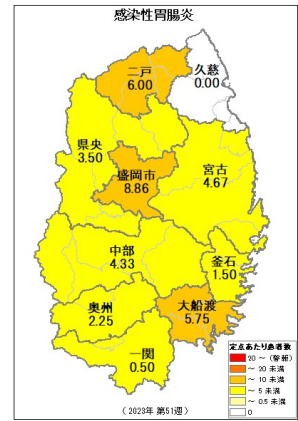 感染性胃腸炎
二戸
6.00
久慈
0.00
県央
3.50
盛岡市
8.86
宮古
4.67
中部
4.33
釜石
1.50
奥州
2.25
大船渡
5.75
一関
0.50
定点あたり患者数
20 ～ (警報)
～ 20 未満
～ 10 未満
～ 5 未満
～ 0.5 未満
0
(2023年 第51週)